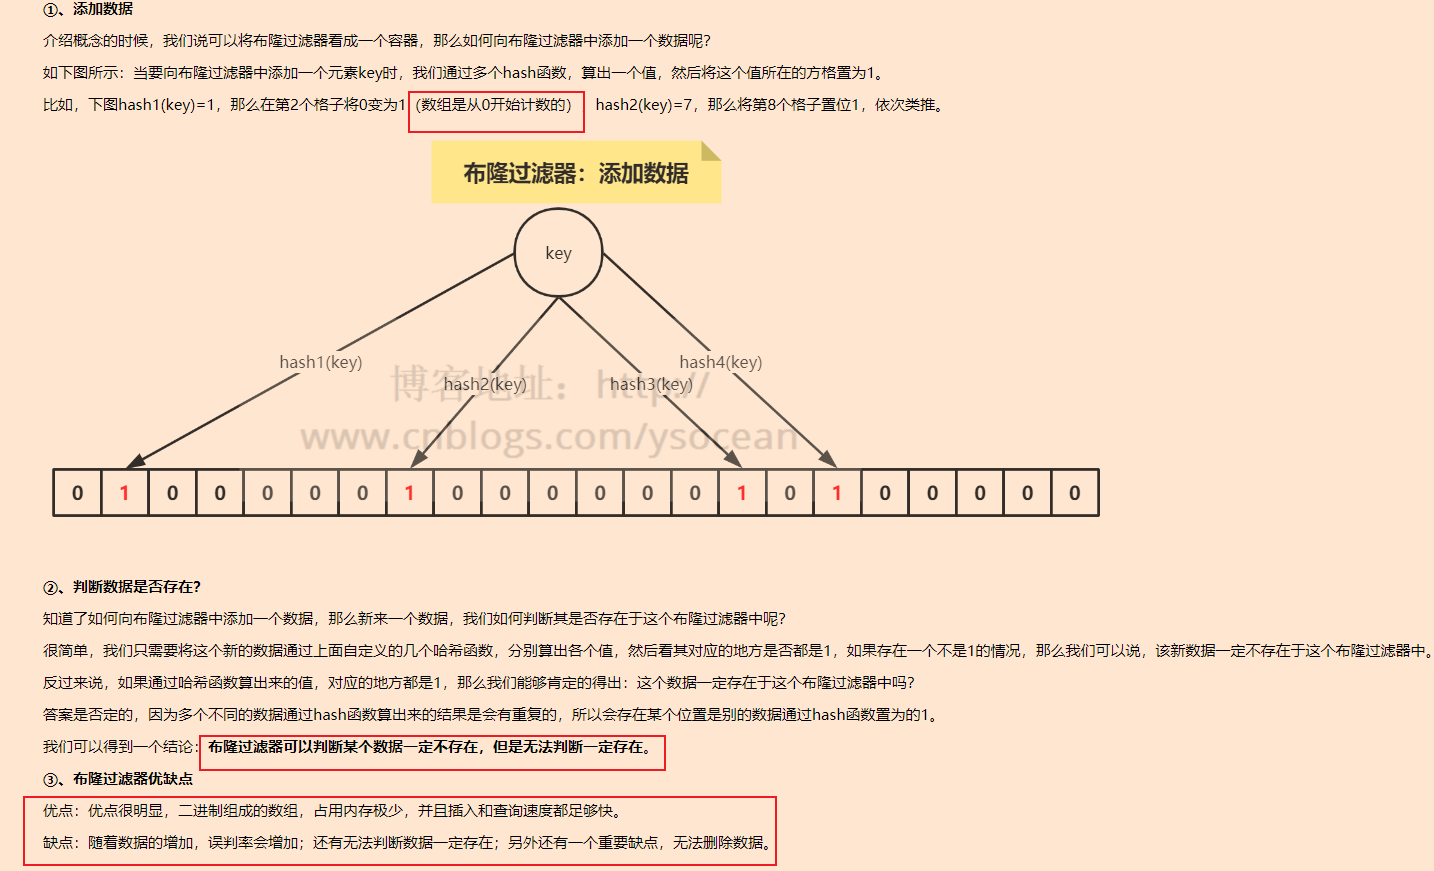 ①、添加数据
介绍概念的时候，我们说可以将布隆过滤器看成一个容器，那么如何向布隆过滤器中添加一个数据呢？
如下图所示：当要向布隆过滤器中添加一个元素key时，我们通过多个hash函数，算出一个值，然后将这个值所在的方格置为1。
比如，下图hash1(key)=1，那么在第2个格子将0变为1（数组是从0开始计数的），hash2(key)=7，那么将第8个格子置位1，依次类推。
布隆过滤器：添加数据
key
hash1(key)
hash4(key)
hash2(key)
hash3(key)
博客地址：http://
www.cnblogs.com/ysocean
0 1 0 0 0 0 0 1 0 0 0 0 0 0 1 0 1 0 0 0 0 0
②、判断数据是否存在？
知道了如何向布隆过滤器中添加一个数据，那么新来一个数据，我们如何判断其是否存在于这个布隆过滤器中呢？
很简单，我们只需要将这个新的数据通过上面自定义的几个哈希函数，分别算出各个值，然后看其对应的地方是否都是1，如果存在一个不是1的情况，那么我们可以说，该新数据一定不存在于这个布隆过滤器中。
反过来说，如果通过哈希函数算出来的值，对应的地方都是1，那么我们能够肯定的得出：这个数据一定存在于这个布隆过滤器中吗？
答案是否定的，因为多个不同的数据通过hash函数算出来的结果是会有重复的，所以会存在某个位置是别的数据通过hash函数置为的1。
我们可以得到一个结论：布隆过滤器可以判断某个数据一定不存在，但是无法判断一定存在。
③、布隆过滤器优缺点
优点：优点很明显，二进制组成的数组，占用内存极少，并且插入和查询速度都足够快。
缺点：随着数据的增加，误判率会增加；还有无法判断数据一定存在；另外还有一个重要缺点，无法删除数据。